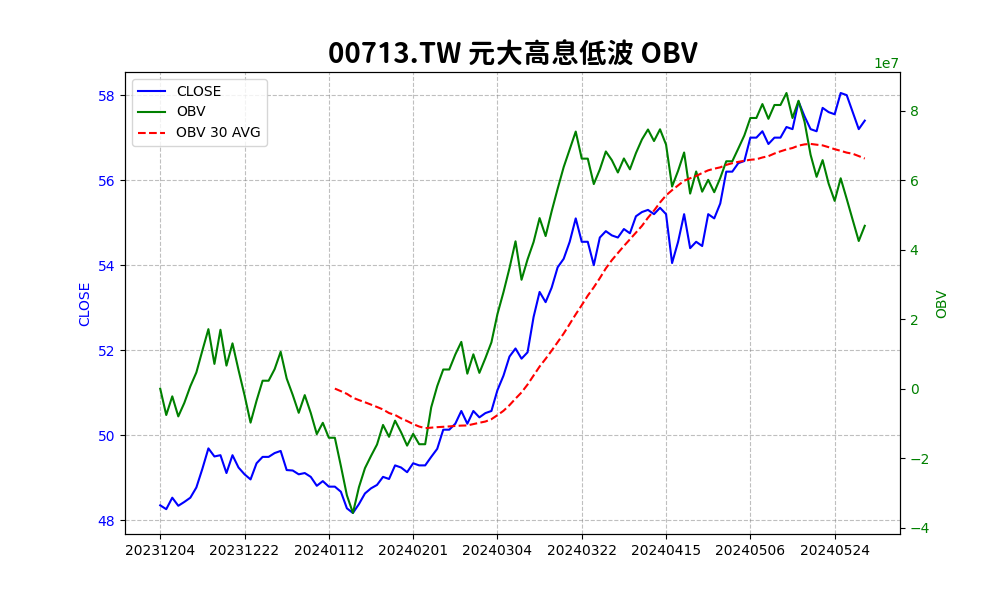 00713.TW 元大高息低波 OBV
1e7
CLOSE
OBV
OBV 30 AVG
58
56
54
52
50
48
CLOSE
8
6
4
2
0
−2
−4
OBV
20231204 20231222 20240112 20240201 20240304 20240322 20240415 20240506 20240524